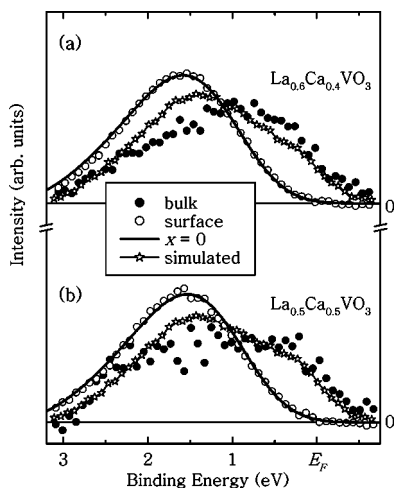 (a)
La₀.₆Ca₀.₄VO₃
0
Intensity (arb. units)
bulk
surface
x = 0
simulated
(b)
La₀.₅Ca₀.₅VO₃
0
3 2 1 E_F
Binding Energy (eV)